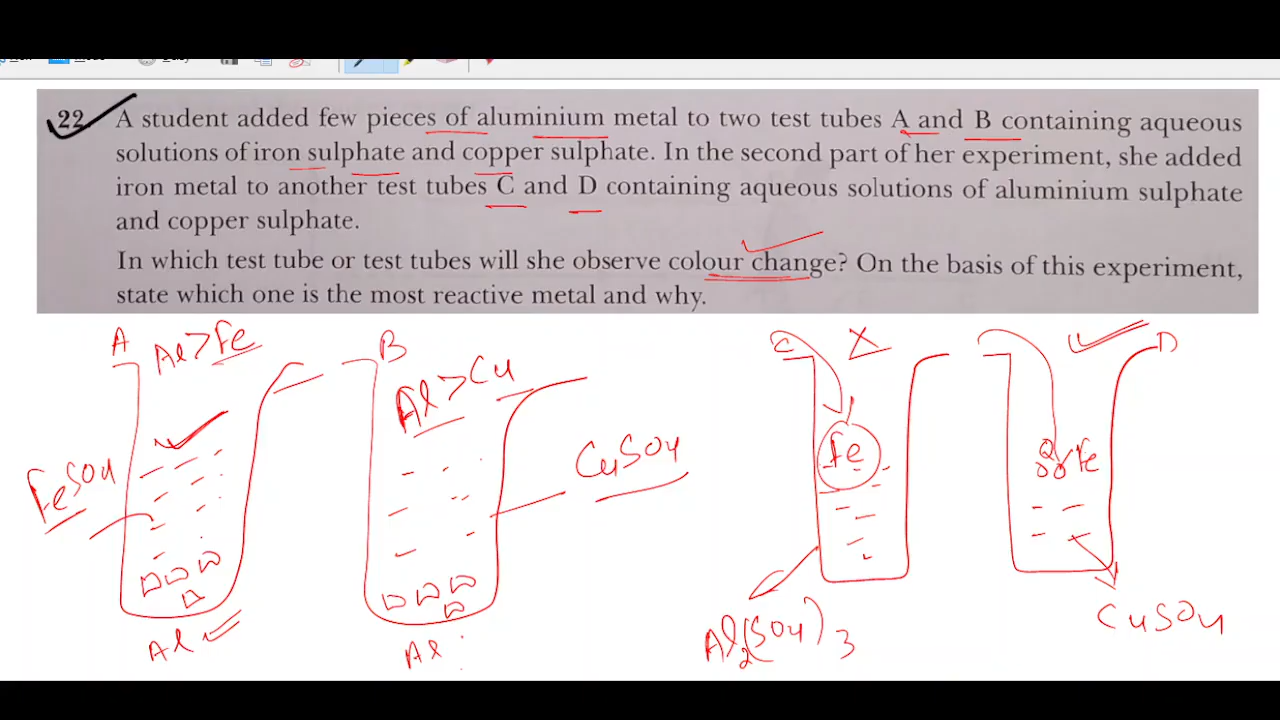 22 A student added few pieces of aluminium metal to two test tubes A and B containing aqueous
solutions of iron sulphate and copper sulphate. In the second part of her experiment, she added
iron metal to another test tubes C and D containing aqueous solutions of aluminium sulphate
and copper sulphate.
In which test tube or test tubes will she observe colour change? On the basis of this experiment,
state which one is the most reactive metal and why.
A
Al>Fe
FeSO4
Al
B
Al>Cu
CuSO4
Al
C
X
Fe
Al2(SO4)3
D
Fe
CuSO4